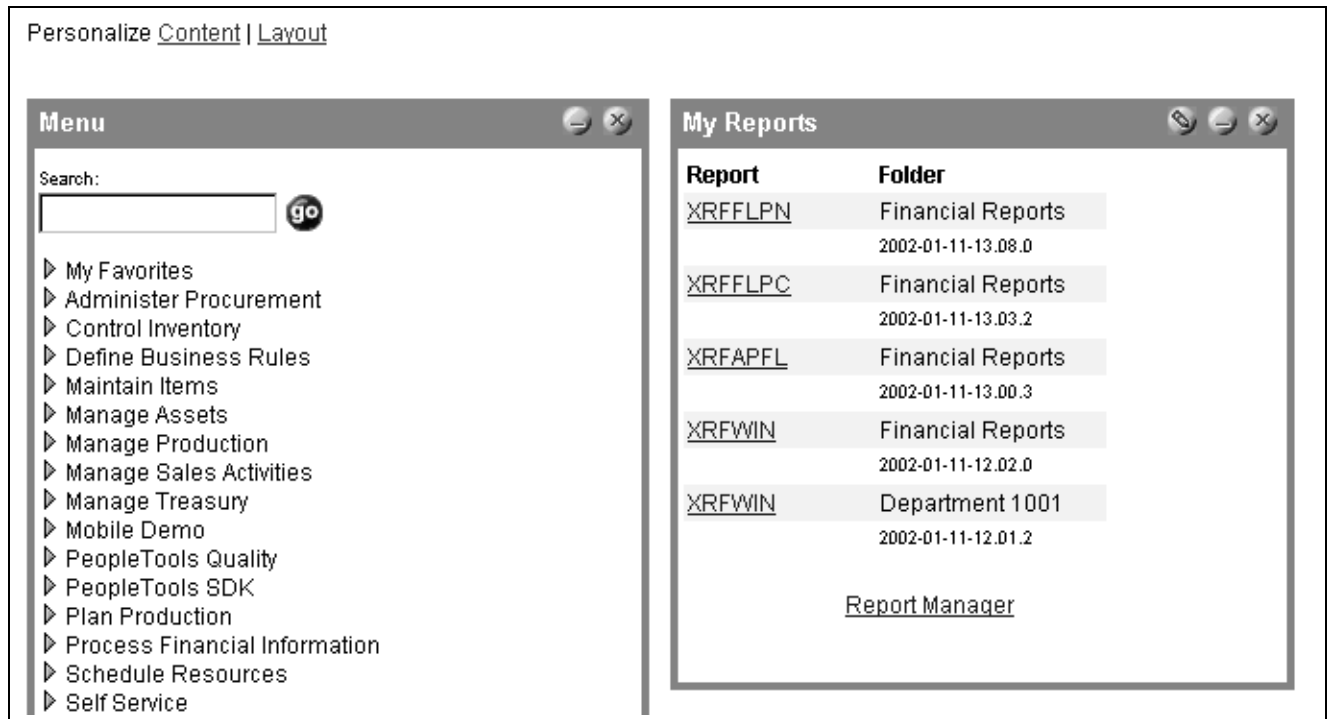 Personalize Content | Layout
Menu
Search:
go
My Favorites
Administer Procurement
Control Inventory
Define Business Rules
Maintain Items
Manage Assets
Manage Production
Manage Sales Activities
Manage Treasury
Mobile Demo
PeopleTools Quality
PeopleTools SDK
Plan Production
Process Financial Information
Schedule Resources
Self Service
My Reports
Report Folder
XRFFLPN Financial Reports
2002-01-11-13.08.0
XRFFLPC Financial Reports
2002-01-11-13.03.2
XRFAPFL Financial Reports
2002-01-11-13.00.3
XRFWIN Financial Reports
2002-01-11-12.02.0
XRFWIN Department 1001
2002-01-11-12.01.2
Report Manager